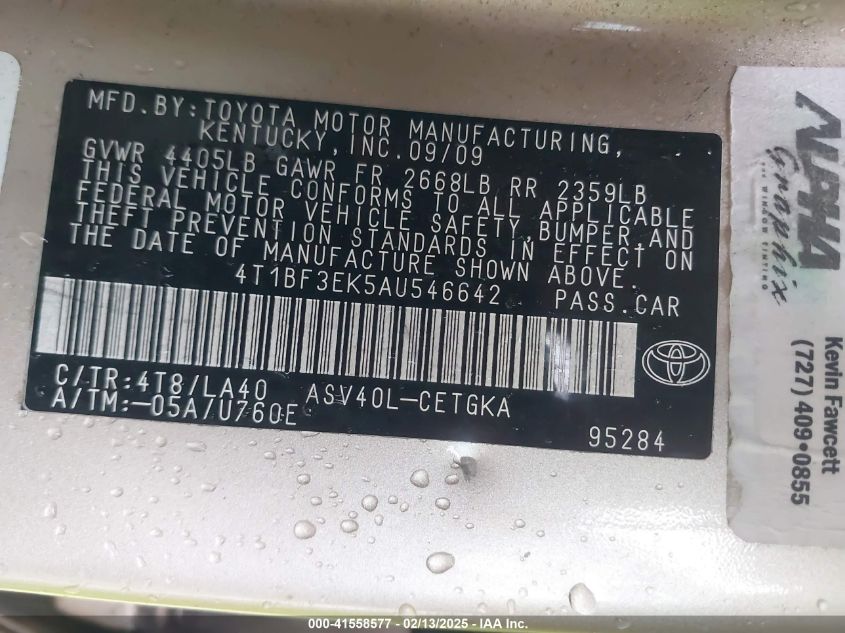 MFD.BY:TOYOTA MOTOR MANUFACTURING,
KENTUCKY,INC.09/09
GVWR 4405LB GAWR FR 2668LB RR 2359LB
THIS VEHICLE CONFORMS TO ALL APPLICABLE
FEDERAL MOTOR VEHICLE SAFETY,BUMPER,AND
THEFT PREVENTION STANDARDS IN EFFECT ON
THE DATE OF MANUFACTURE SHOWN ABOVE.
4T1BF3EK5AU546642 PASS.CAR
C/TR:4T8/LA40 ASV40L-CETGKA
A/TM:-05A/U760E
95284
ALPHA
Graphix
THE WINDOW TINTING
Kevin Fawcett
(727) 409•0855
000-41558577 - 02/13/2025 - IAA Inc.